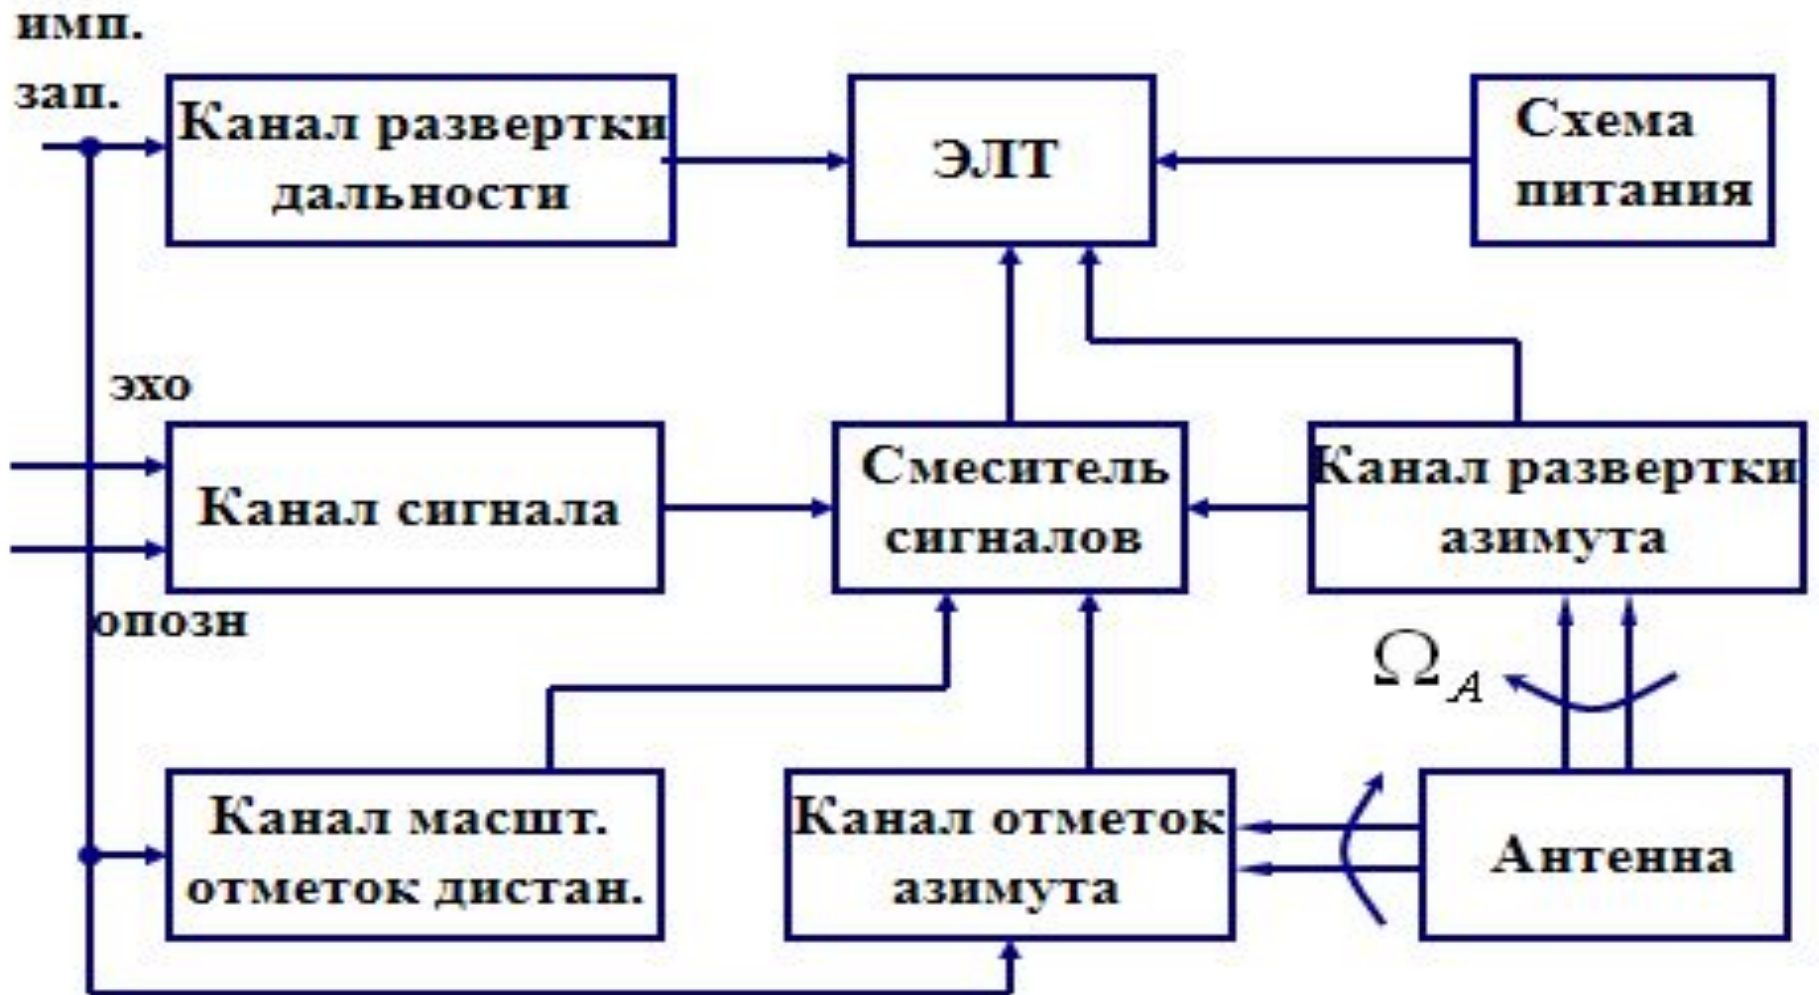 имп.
зап.
Канал развертки
дальности
ЭЛТ
Схема
питания
эхо
Канал сигнала
опозн
Смеситель
сигналов
Канал развертки
азимута
Ω_A
Канал масшт.
отметок дистан.
Канал отметок
азимута
Антенна